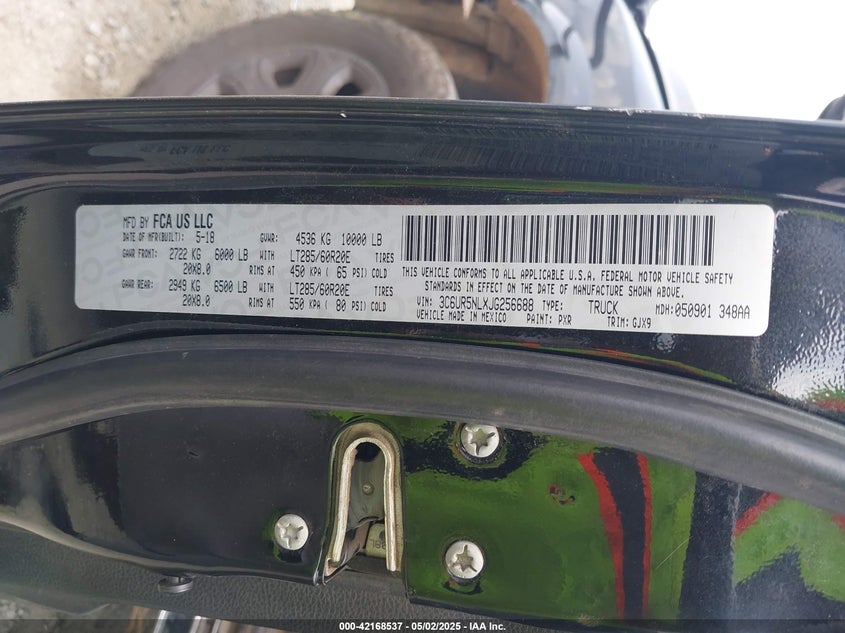 MFD BY FCA US LLC
DATE OF MFR(BUILT): 5-18 GVWR: 4536 KG 10000 LB
GAWR FRONT: 2722 KG 6000 LB WITH LT285/60R20E TIRES
20X8.0 RIMS AT 450 KPA ( 65 PSI) COLD
GAWR REAR: 2949 KG 6500 LB WITH LT285/60R20E TIRES
20X8.0 RIMS AT 550 KPA ( 80 PSI) COLD
THIS VEHICLE CONFORMS TO ALL APPLICABLE U.S.A. FEDERAL MOTOR VEHICLE SAFETY
STANDARDS IN EFFECT ON THE DATE OF MANUFACTURE SHOWN ABOVE.
VIN: 3C6UR5NLXJG256688 TYPE: TRUCK MDH: 050901 348AA
VEHICLE MADE IN MEXICO PAINT: PXR TRIM: GJX9
000-42168537 - 05/02/2025 - IAA Inc.